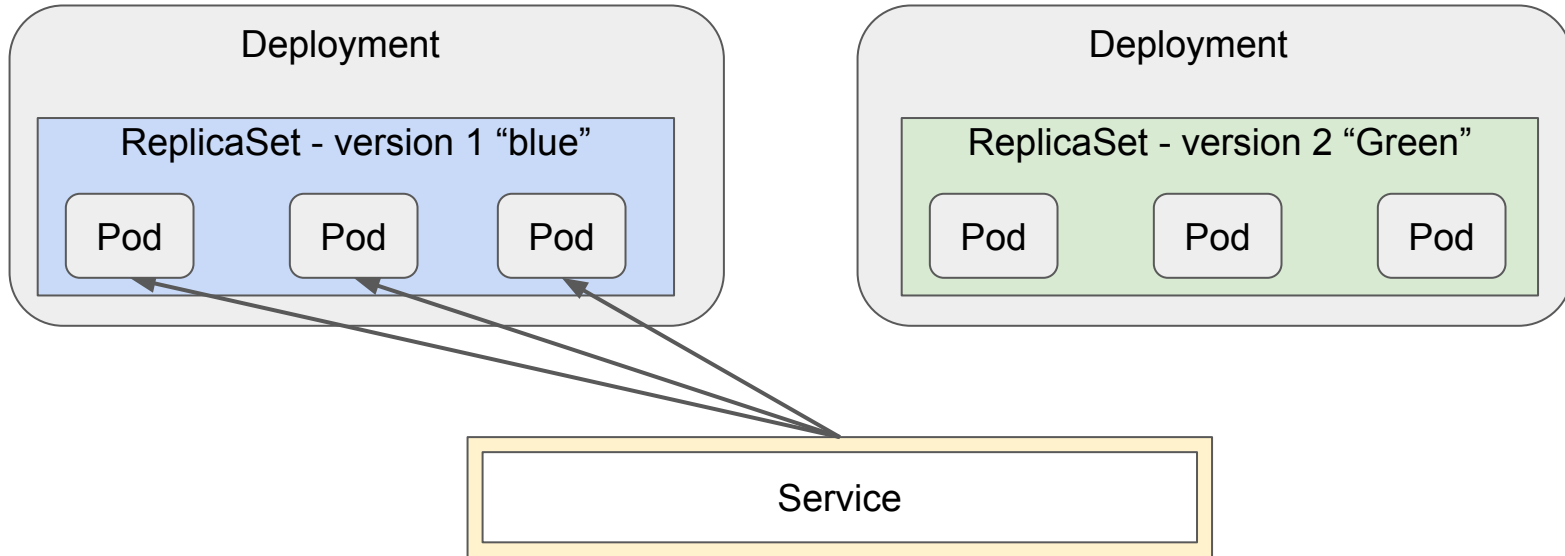 Deployment
Deployment
ReplicaSet - version 1 “blue”
ReplicaSet - version 2 “Green”
Pod
Pod
Pod
Pod
Pod
Pod
Service